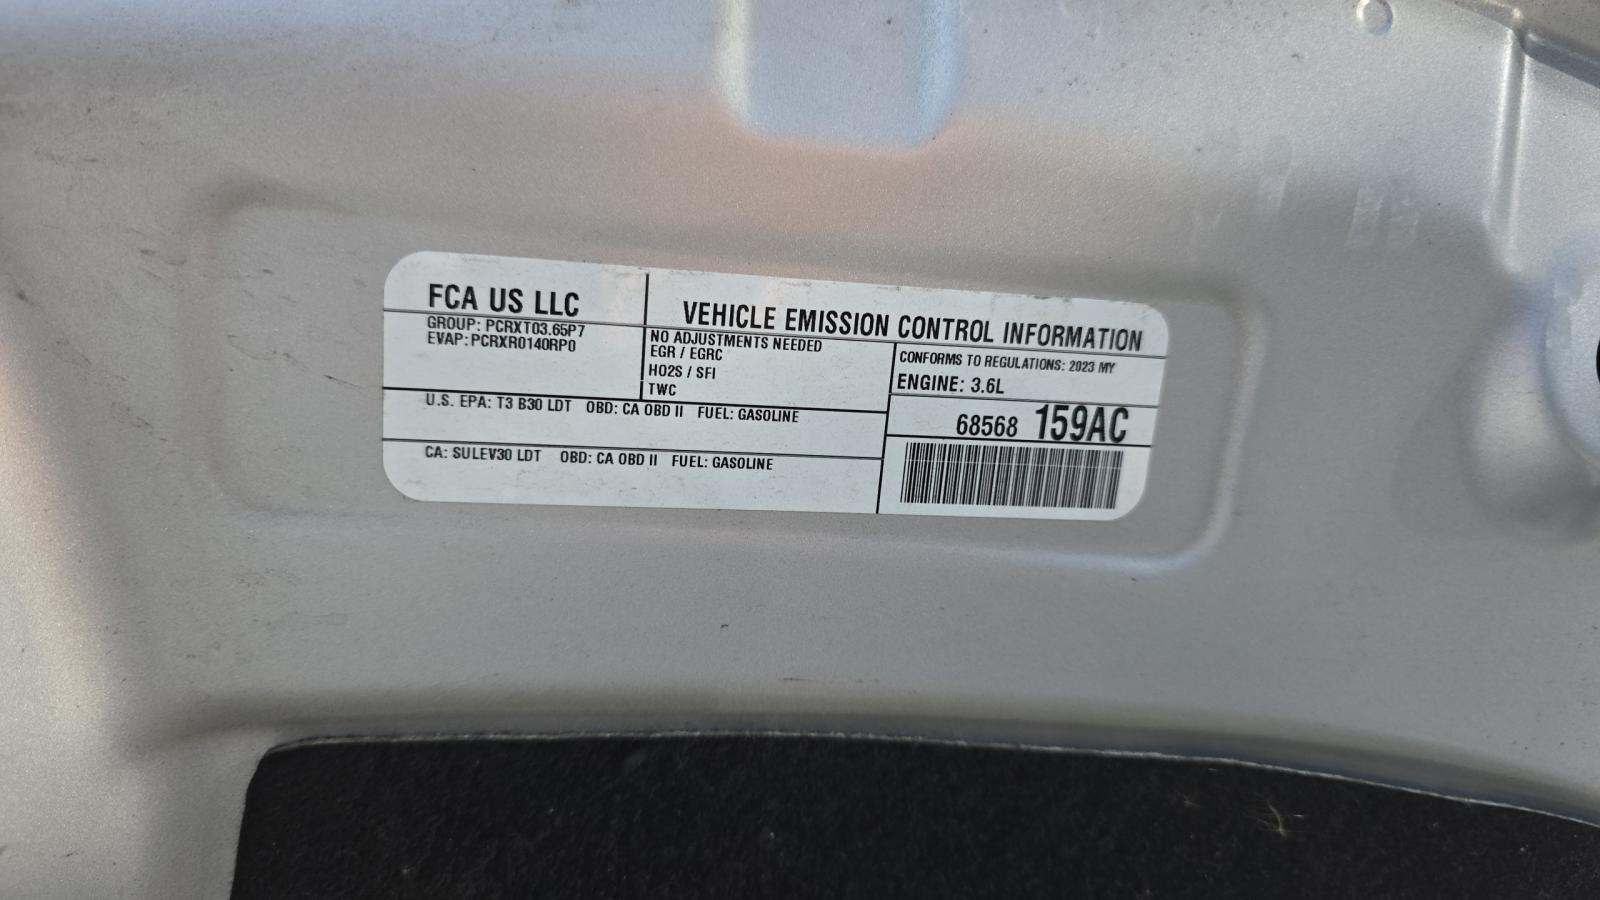 FCA US LLC
VEHICLE EMISSION CONTROL INFORMATION
GROUP: PCRXT03.65P7
EVAP: PCRXR0140RP0
NO ADJUSTMENTS NEEDED
EGR / EGRC
HO2S / SFI
TWC
CONFORMS TO REGULATIONS: 2023 MY
ENGINE: 3.6L
U.S. EPA: T3 B30 LDT OBD: CA OBD II FUEL: GASOLINE
68568 159AC
CA: SULEV30 LDT OBD: CA OBD II FUEL: GASOLINE